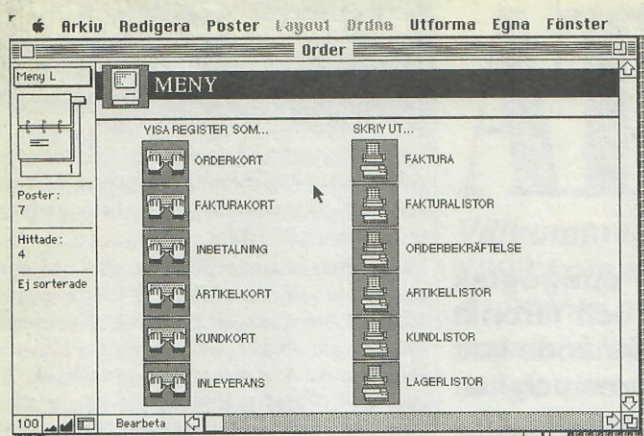 Arkiv Redigera Poster Layout Ordna Utforma Egna Fönster
Order
Meny L
MENY
1
Poster:
7
Hittade:
4
Ej sorterade
VISA REGISTER SOM...
ORDERKORT
FAKTURAKORT
INBETALNING
ARTIKELKORT
KUNDKORT
INLEVERANS
SKRIV UT...
FAKTURA
FAKTURALISTOR
ORDERBEKRÄFTELSE
ARTIKELLISTOR
KUNDLISTOR
LAGERLISTOR
100
Bearbeta